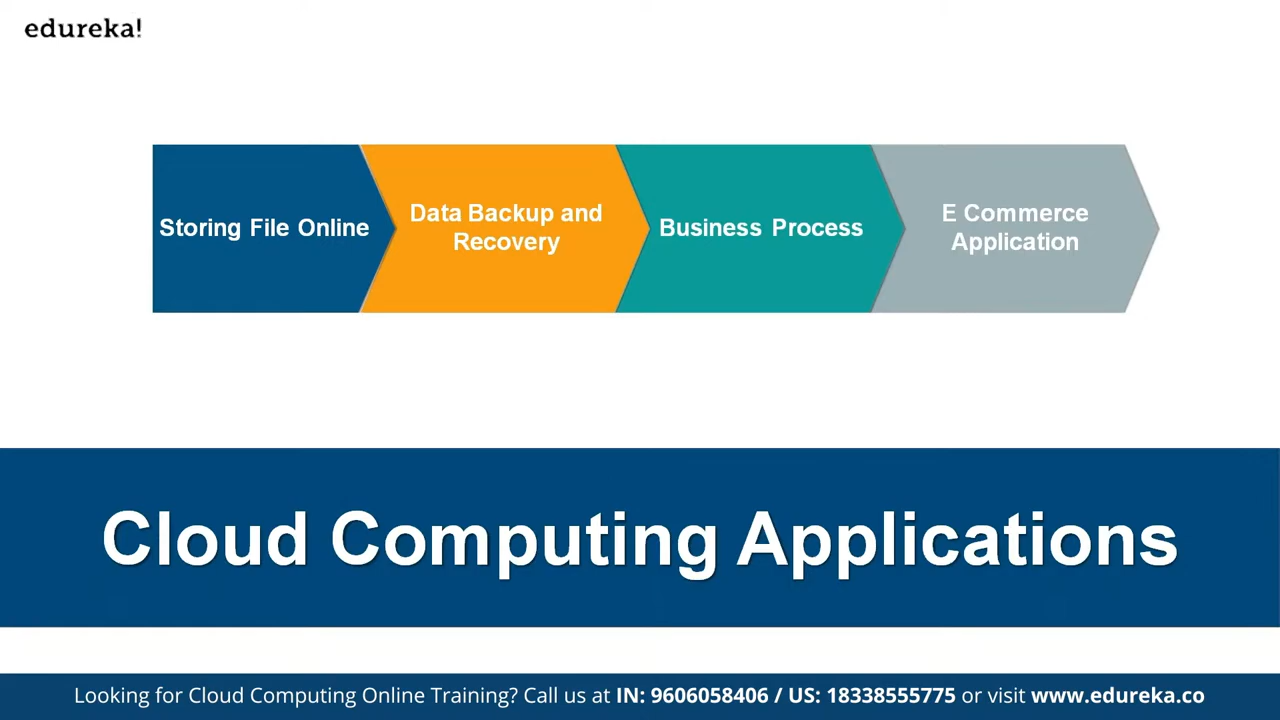 edureka!
Storing File Online
Data Backup and
Recovery
Business Process
E Commerce
Application
Cloud Computing Applications
Looking for Cloud Computing Online Training? Call us at IN: 9606058406 / US: 18338555775 or visit www.edureka.co